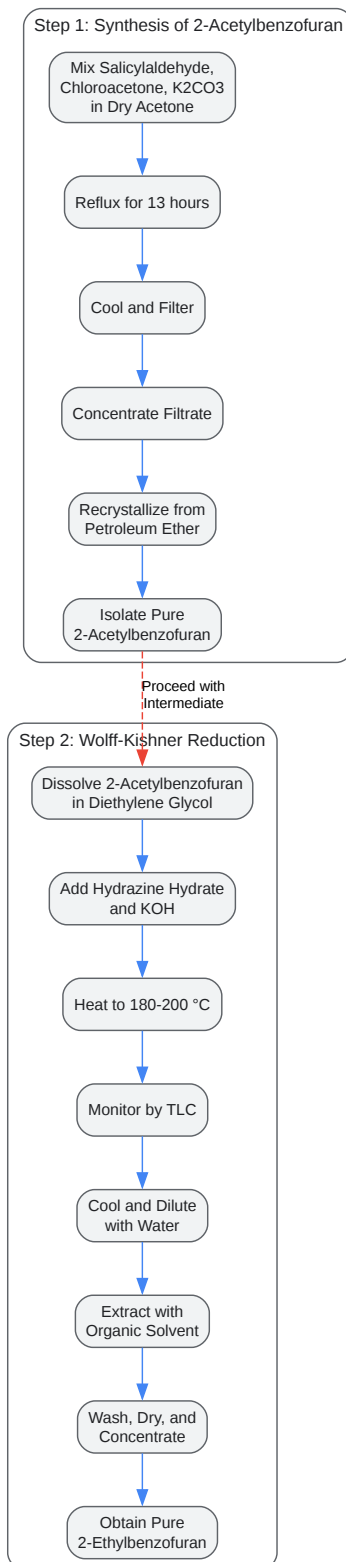 Step 1: Synthesis of 2-Acetylbenzofuran
Mix Salicylaldehyde,
Chloroacetone, K2CO3
in Dry Acetone
Reflux for 13 hours
Cool and Filter
Concentrate Filtrate
Recrystallize from
Petroleum Ether
Isolate Pure
2-Acetylbenzofuran
Proceed with
Intermediate
Step 2: Wolff-Kishner Reduction
Dissolve 2-Acetylbenzofuran
in Diethylene Glycol
Add Hydrazine Hydrate
and KOH
Heat to 180-200 °C
Monitor by TLC
Cool and Dilute
with Water
Extract with
Organic Solvent
Wash, Dry, and
Concentrate
Obtain Pure
2-Ethylbenzofuran